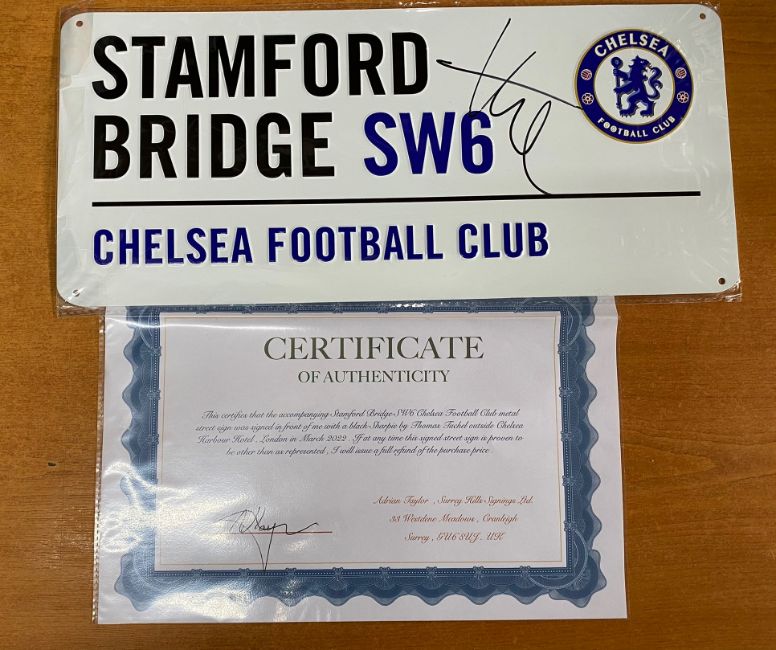 STAMFORD
BRIDGE SW6
CHELSEA
FOOTBALL CLUB
CHELSEA FOOTBALL CLUB
CERTIFICATE
OF AUTHENTICITY
This certifies that the accompanying Stamford Bridge SW6 Chelsea Football Club metal
street sign was signed in front of me with a black Sharpie by Thomas Tuchel outside Chelsea
Harbour Hotel , London in March 2022 . If at any time this signed street sign is proven to
be other than as represented , I will issue a full refund of the purchase price .
Adrian Taylor , Surrey Hills Signings Ltd.
33 Westdene Meadows , Cranleigh
Surrey , GU6 8UJ , UK